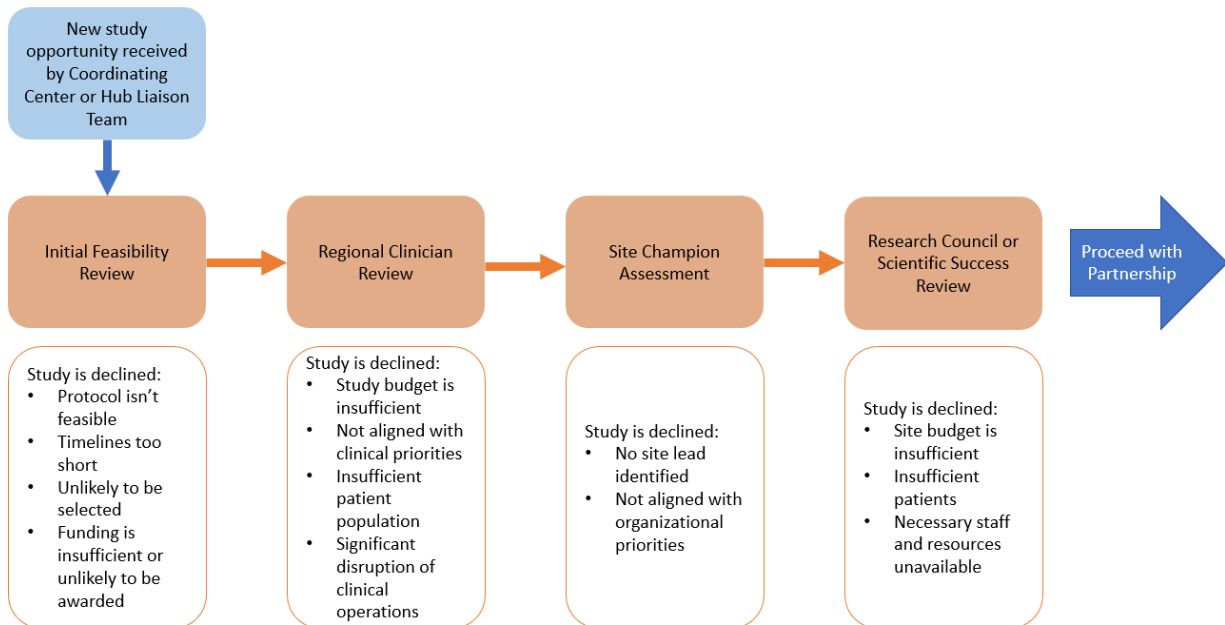 New study
opportunity received
by Coordinating
Center or Hub Liaison
Team
Initial Feasibility
Review
Regional Clinician
Review
Site Champion
Assessment
Research Council or
Scientific Success
Review
Proceed with
Partnership
Study is declined:
• Protocol isn't
feasible
• Timelines too
short
• Unlikely to be
selected
• Funding is
insufficient or
unlikely to be
awarded
Study is declined:
• Study budget is
insufficient
• Not aligned with
clinical priorities
• Insufficient
patient
population
• Significant
disruption of
clinical
operations
Study is declined:
• No site lead
identified
• Not aligned with
organizational
priorities
Study is declined:
• Site budget is
insufficient
• Insufficient
patients
• Necessary staff
and resources
unavailable